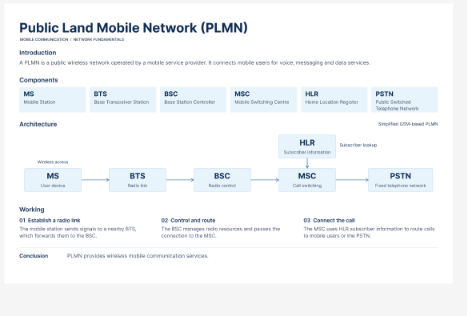 Public Land Mobile Network (PLMN)
MOBILE COMMUNICATION | NETWORK FUNDAMENTALS
Introduction
A PLMN is a public wireless network operated by a mobile service provider. It connects mobile users for voice, messaging and data services.
Components
MS
Mobile Station
BTS
Base Transceiver Station
BSC
Base Station Controller
MSC
Mobile Switching Centre
HLR
Home Location Register
PSTN
Public Switched
Telephone Network
Architecture
Simplified GSM-based PLMN
HLR
Subscriber information
Subscriber lookup
Wireless access
MS
User device
BTS
Radio link
BSC
Radio control
MSC
Call switching
PSTN
Fixed telephone network
Working
01 Establish a radio link
The mobile station sends signals to a nearby BTS,
which forwards them to the BSC.
02 Control and route
The BSC manages radio resources and passes the
connection to the MSC.
03 Connect the call
The MSC uses HLR subscriber information to route calls
to mobile users or the PSTN.
Conclusion PLMN provides wireless mobile communication services.